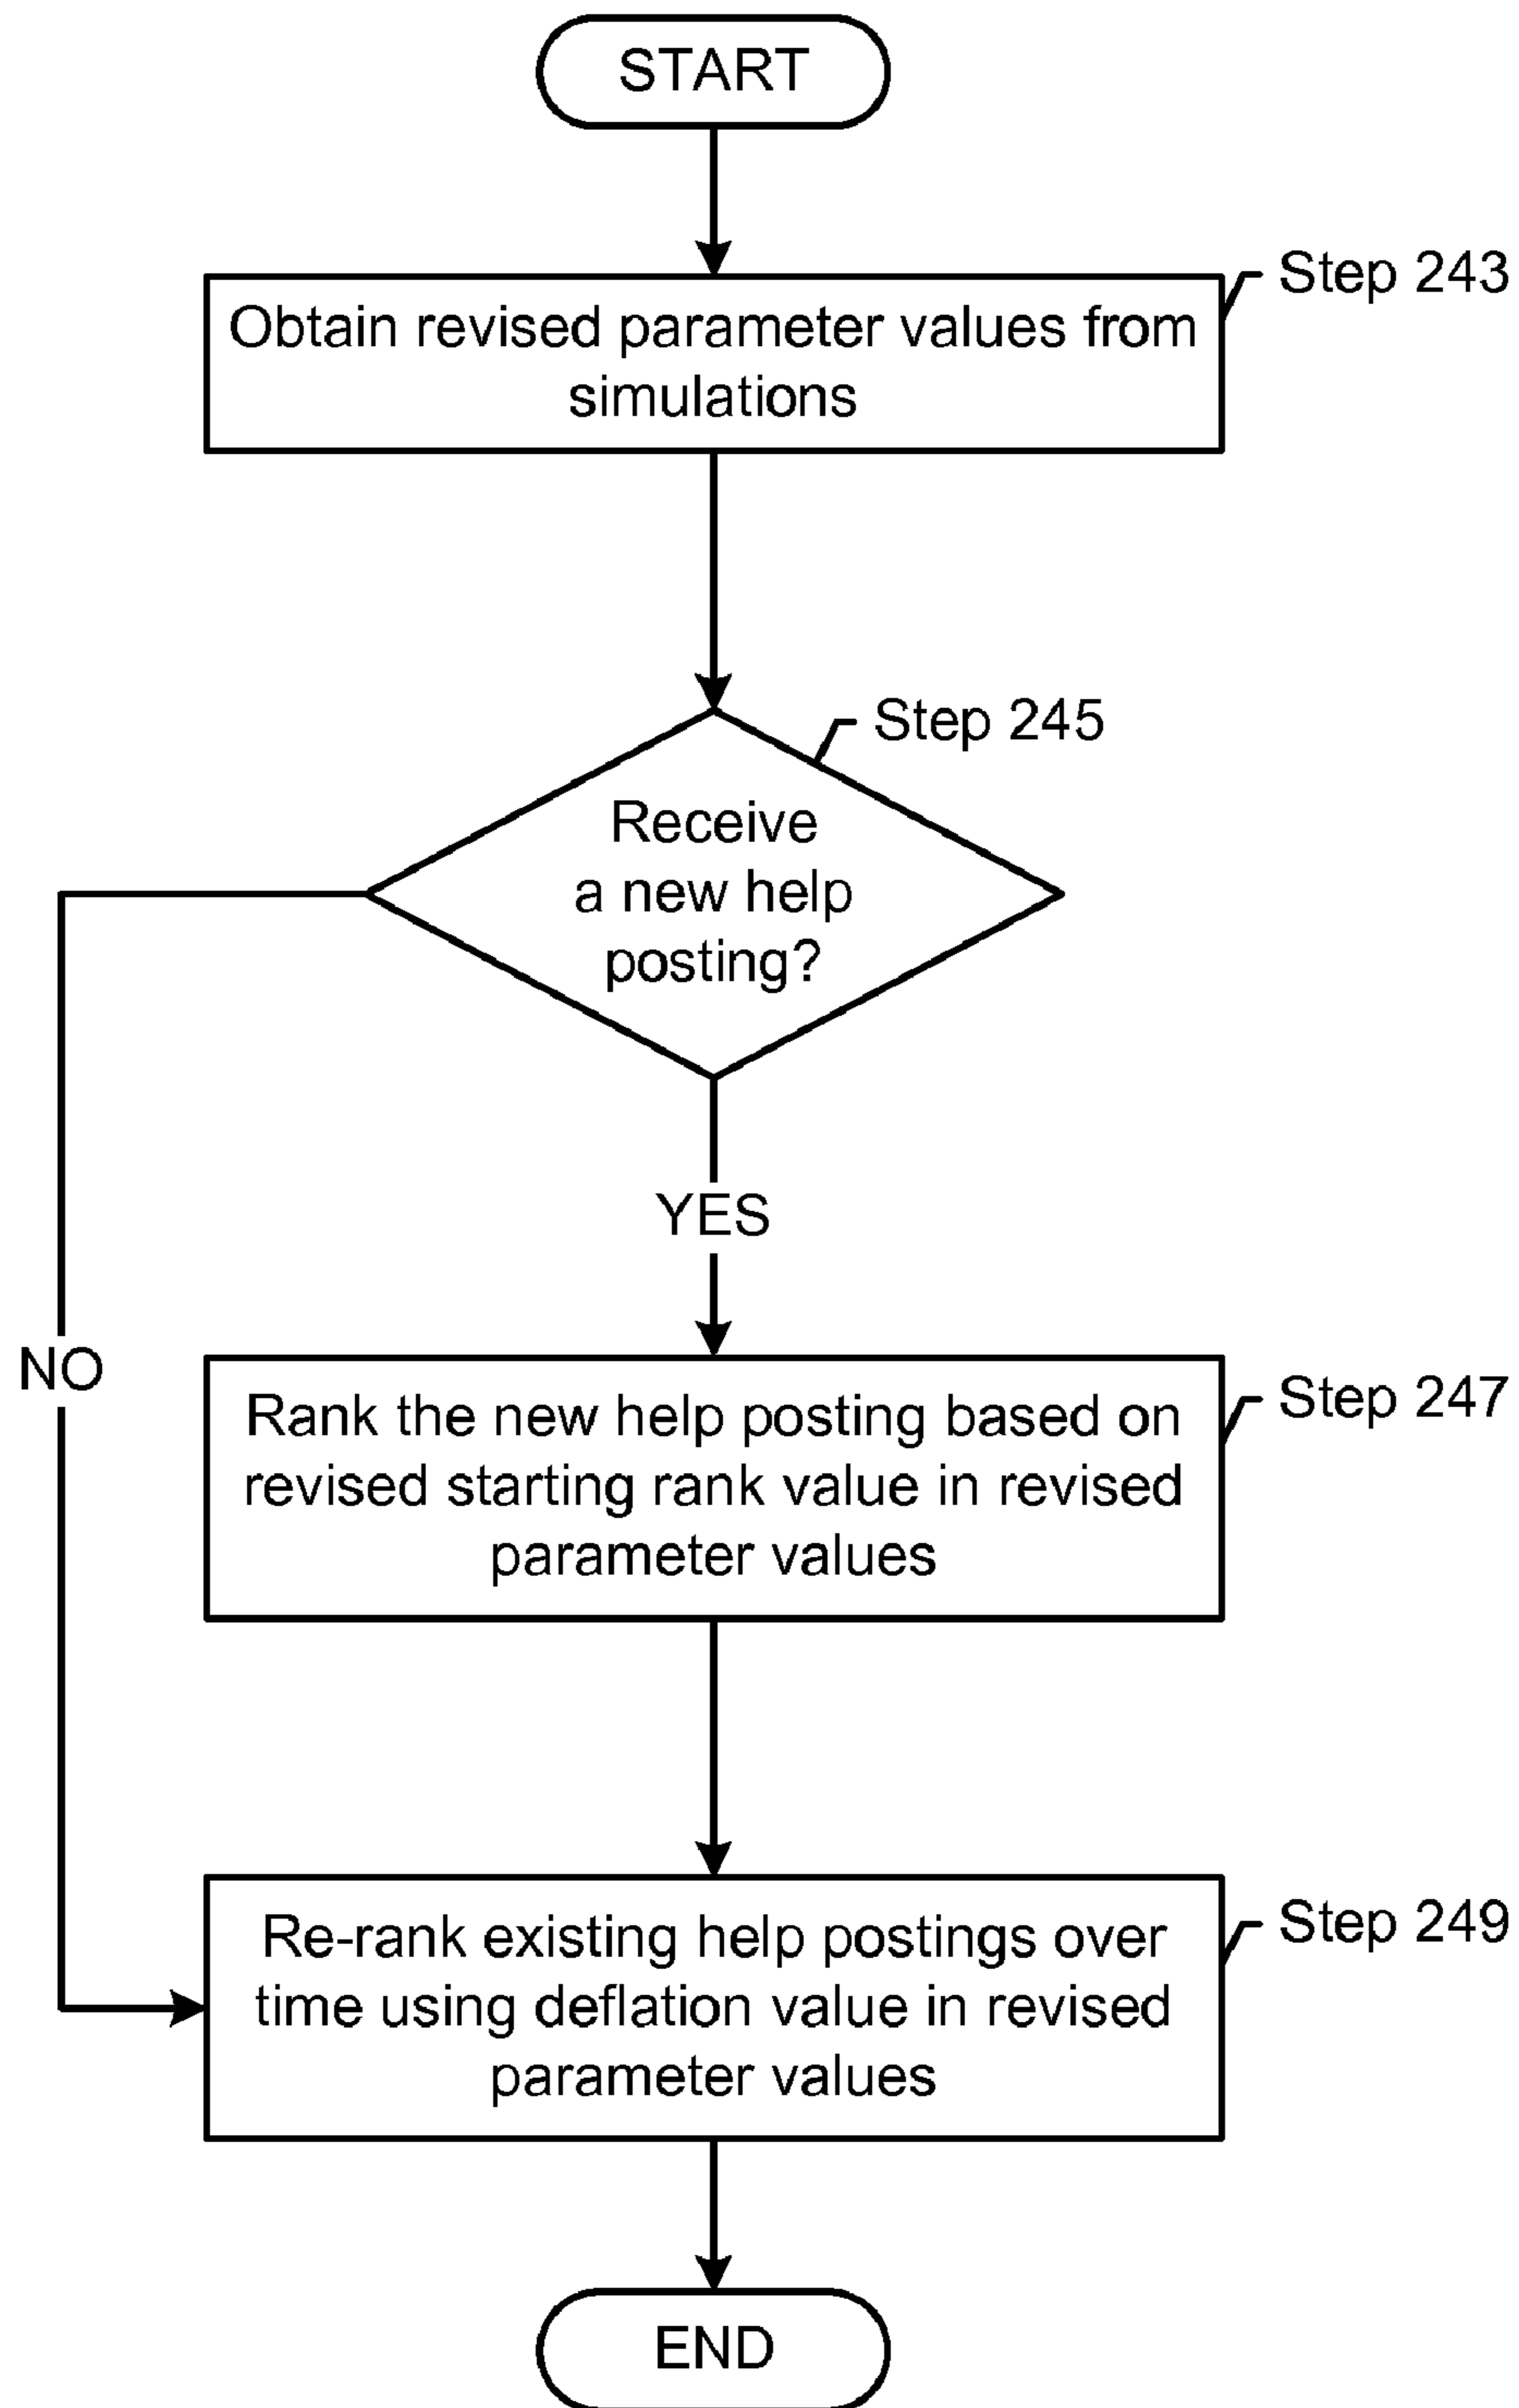 START
Step 243
Obtain revised parameter values from
simulations
Step 245
Receive
a new help
posting?
YES
NO
Step 247
Rank the new help posting based on
revised starting rank value in revised
parameter values
Step 249
Re-rank existing help postings over
time using deflation value in revised
parameter values
END